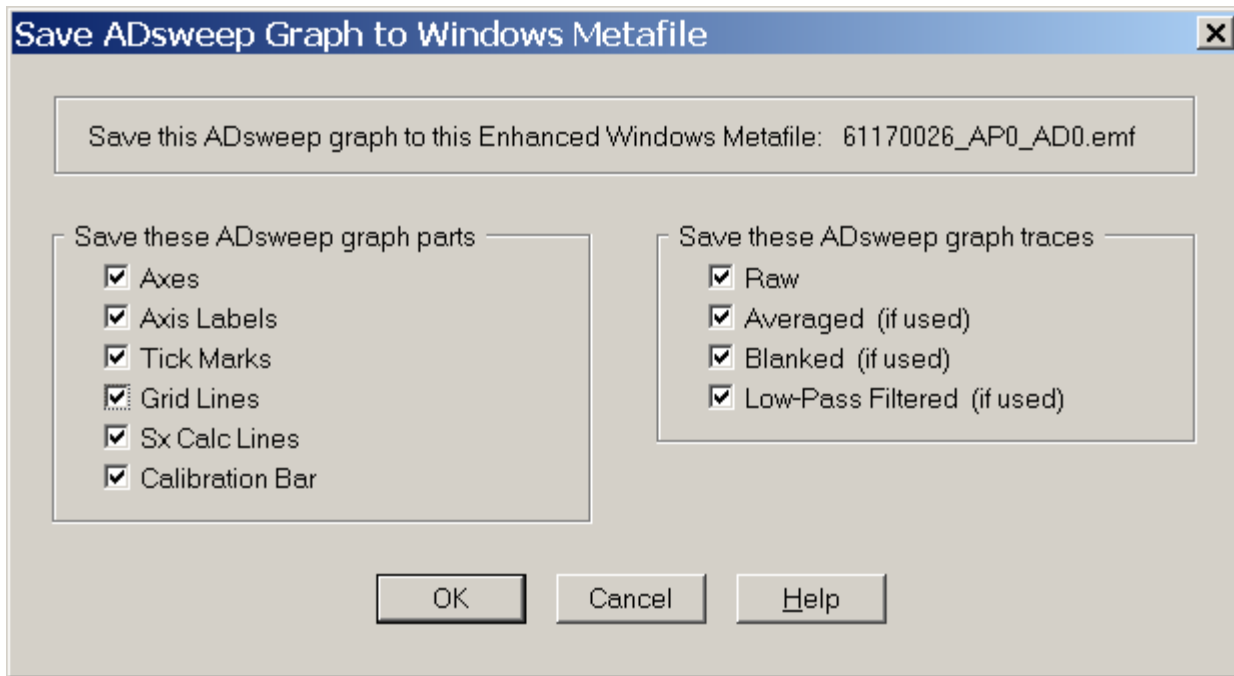 Save ADsweep Graph to Windows Metafile
Save this ADsweep graph to this Enhanced Windows Metafile: 61170026_AP0_AD0.emf
Save these ADsweep graph parts
Axes
Axis Labels
Tick Marks
Grid Lines
Sx Calc Lines
Calibration Bar
Save these ADsweep graph traces
Raw
Averaged (if used)
Blanked (if used)
Low-Pass Filtered (if used)
OK
Cancel
Help